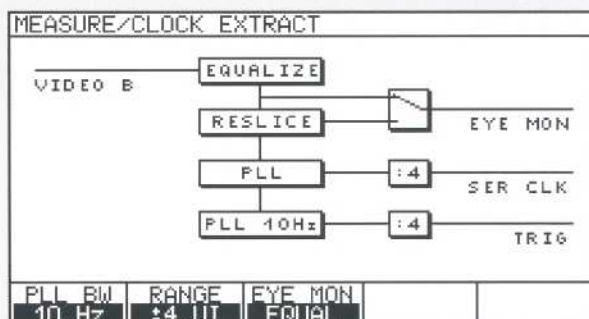 MEASURE/CLOCK EXTRACT
EQUALIZE
VIDEO B
RESLICE
EYE MON
PLL
:4
SER CLK
PLL 10Hz
:4
TRIG
PLL BW RANGE EYE MON
10 Hz ±4 UI EQUAL